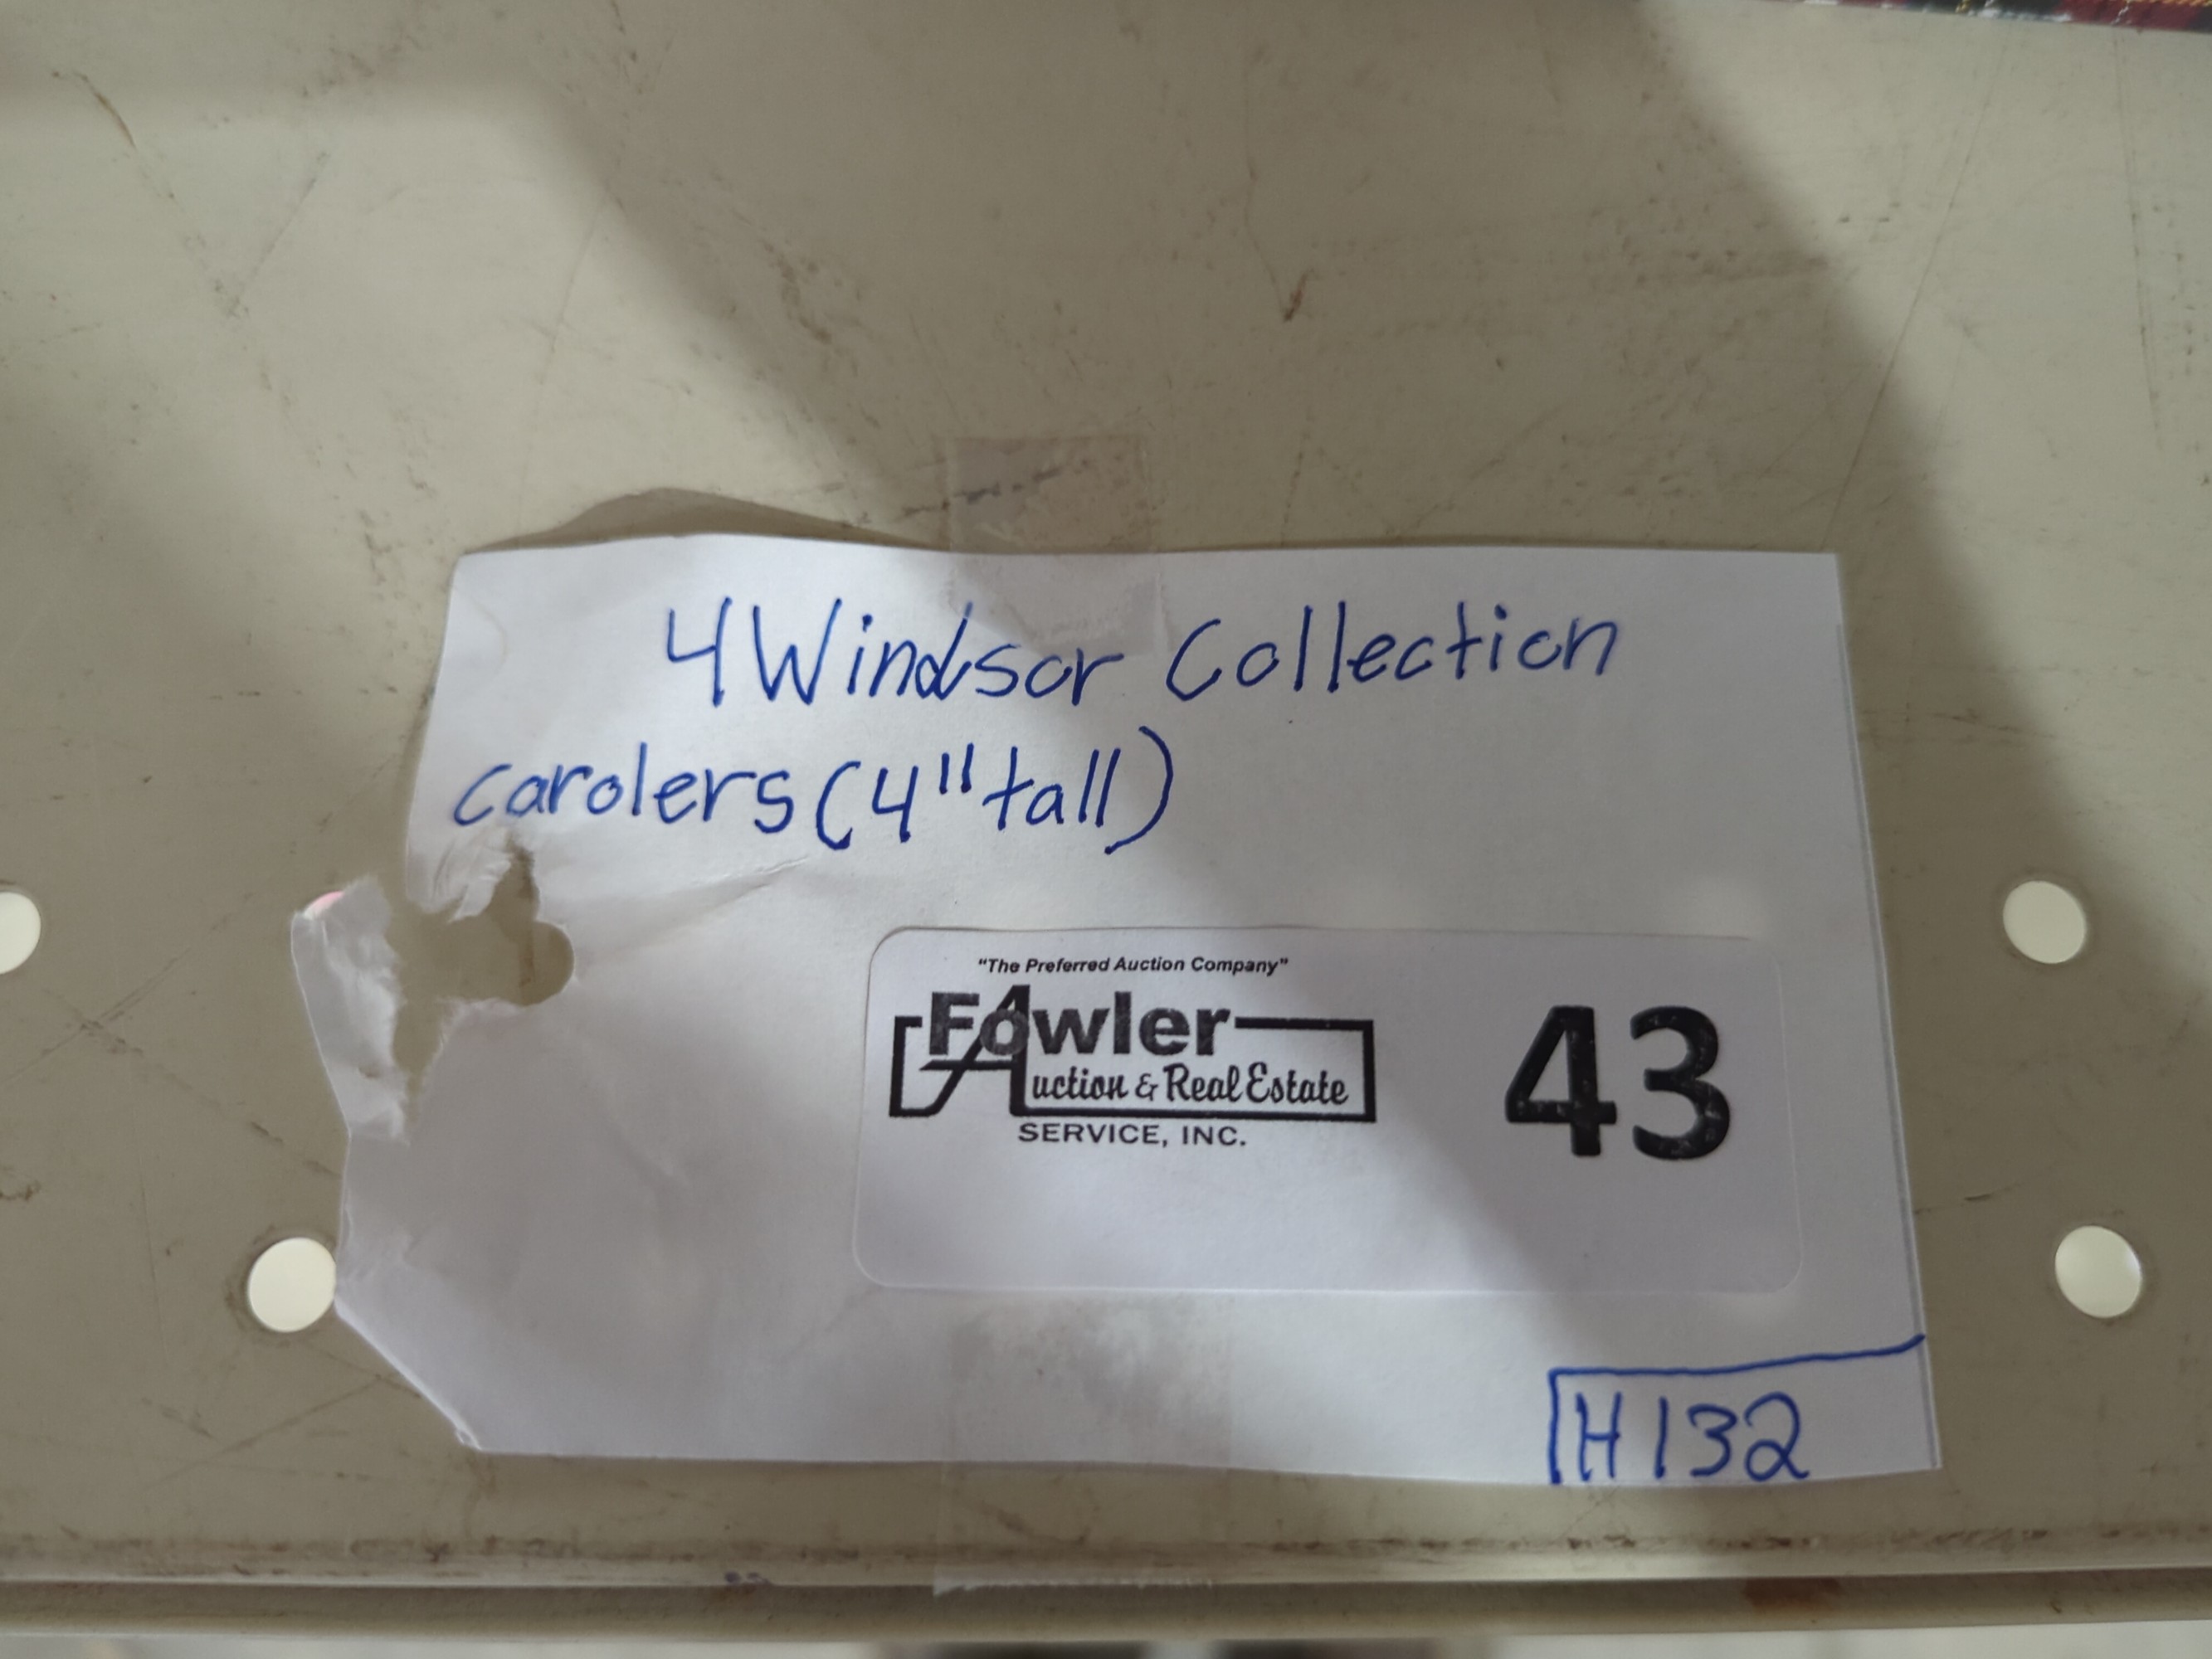 4 Windsor Collection
carolers (4" tall)
"The Preferred Auction Company"
Fowler
Auction & Real Estate
SERVICE, INC.
43
H132